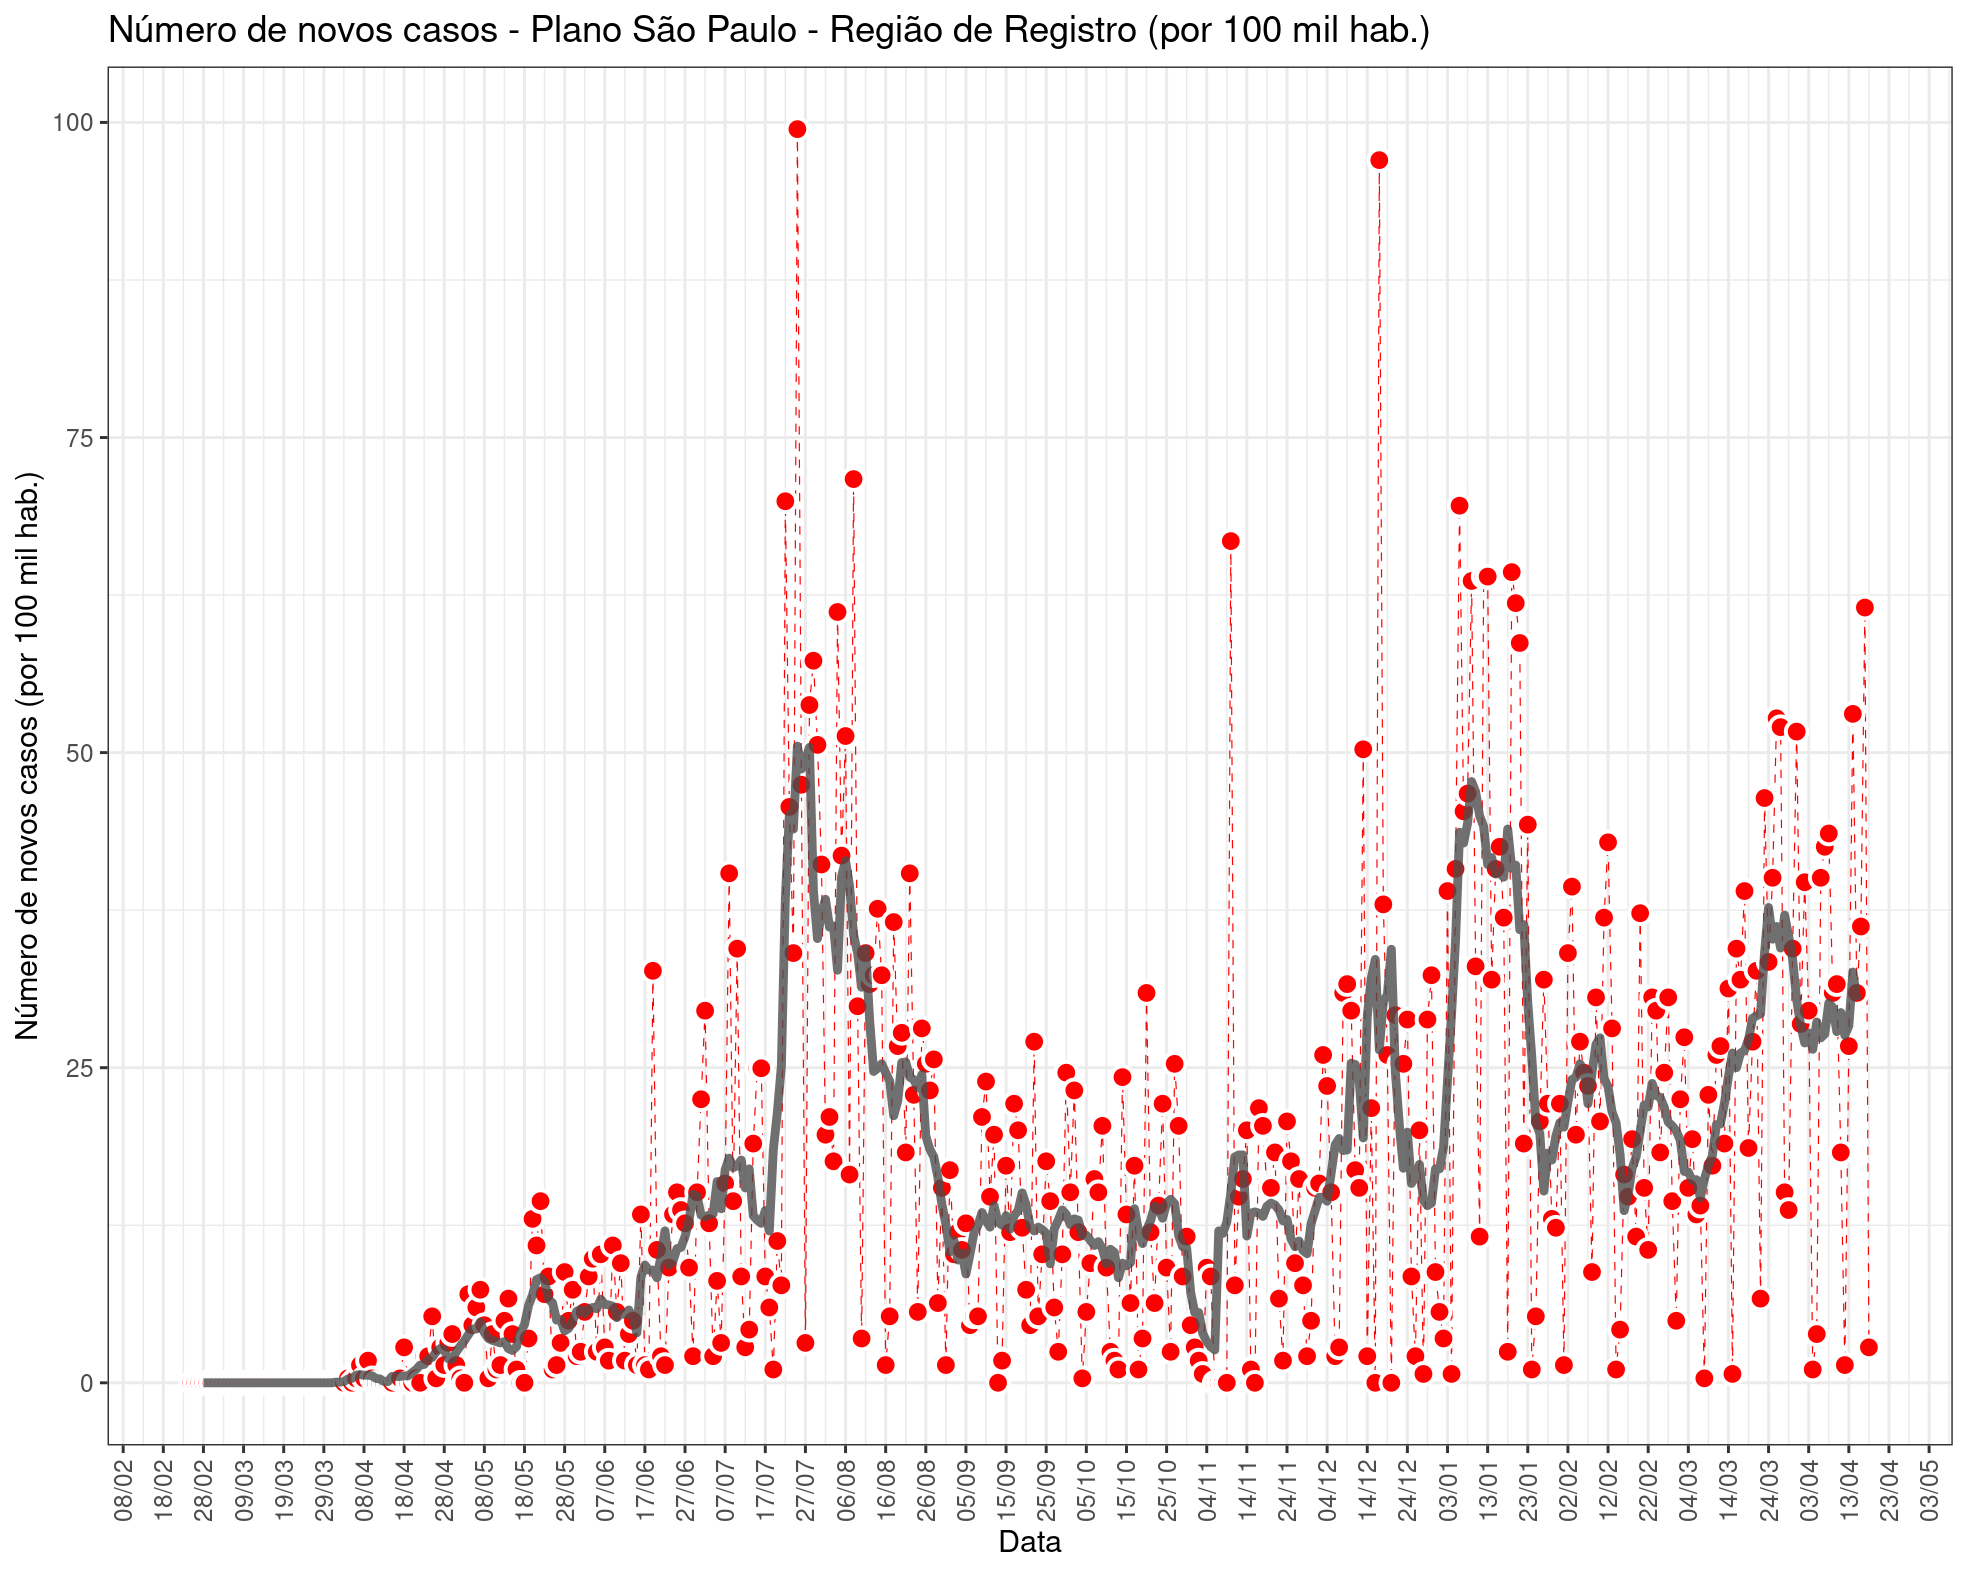 Número de novos casos - Plano São Paulo - Região de Registro (por 100 mil hab.)
Número de novos casos (por 100 mil hab.)
100
75
50
25
0
08/02 18/02 28/02 09/03 19/03 29/03 08/04 18/04 28/04 08/05 18/05 28/05 07/06 17/06 27/06 07/07 17/07 27/07 06/08 16/08 26/08 05/09 15/09 25/09 05/10 15/10 25/10 04/11 14/11 24/11 04/12 14/12 24/12 03/01 13/01 23/01 02/02 12/02 22/02 04/03 14/03 24/03 03/04 13/04 23/04 03/05
Data